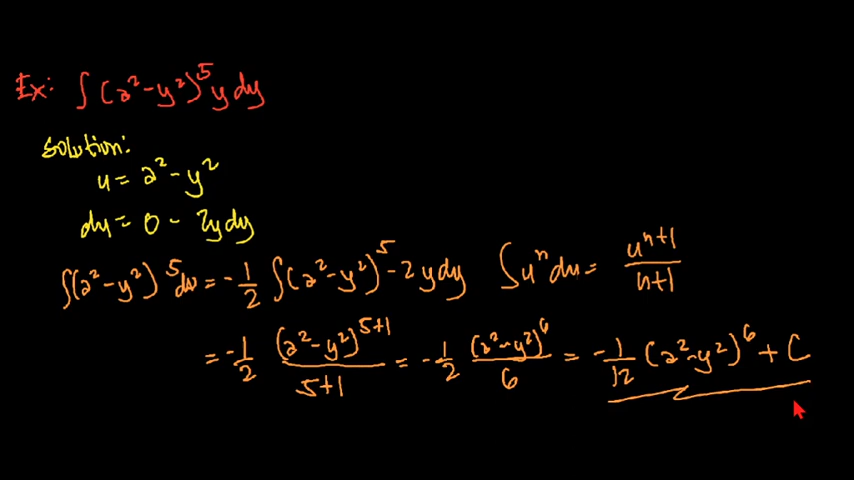 Ex: ∫(a²-y²)⁵ y dy
Solution:
u = a² - y²
du = 0 - 2y dy
∫(a²-y²)⁵ du = -1/2 ∫(a²-y²)⁵ -2y dy ∫uⁿ du = uⁿ⁺¹/n+1
= -1/2 (a²-y²)⁵⁺¹/5+1 = -1/2 (a²-y²)⁶/6 = -1/12 (a²-y²)⁶ + C